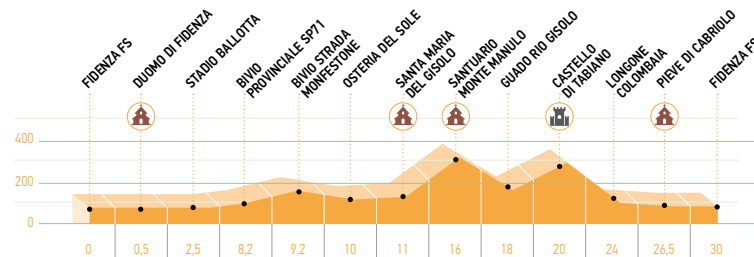 FIDENZA FS
DUOMO DI FIDENZA
STADIO BALLOTTA
BIVIO
PROVINCIALE SP71
BIVIO STRADA
MONFESTONE
OSTERIA DEL SOLE
SANTA MARIA
DEL GISOLO
SANTUARIO
MONTE MANULO
GUADO RIO GISOLO
CASTELLO
DI TABIANO
LONGONE
COLOMBAIA
PIEVE DI CABRIOLO
FIDENZA FS
400
200
0
0 0,5 2,5 8,2 9,2 10 11 16 18 20 24 26,5 30